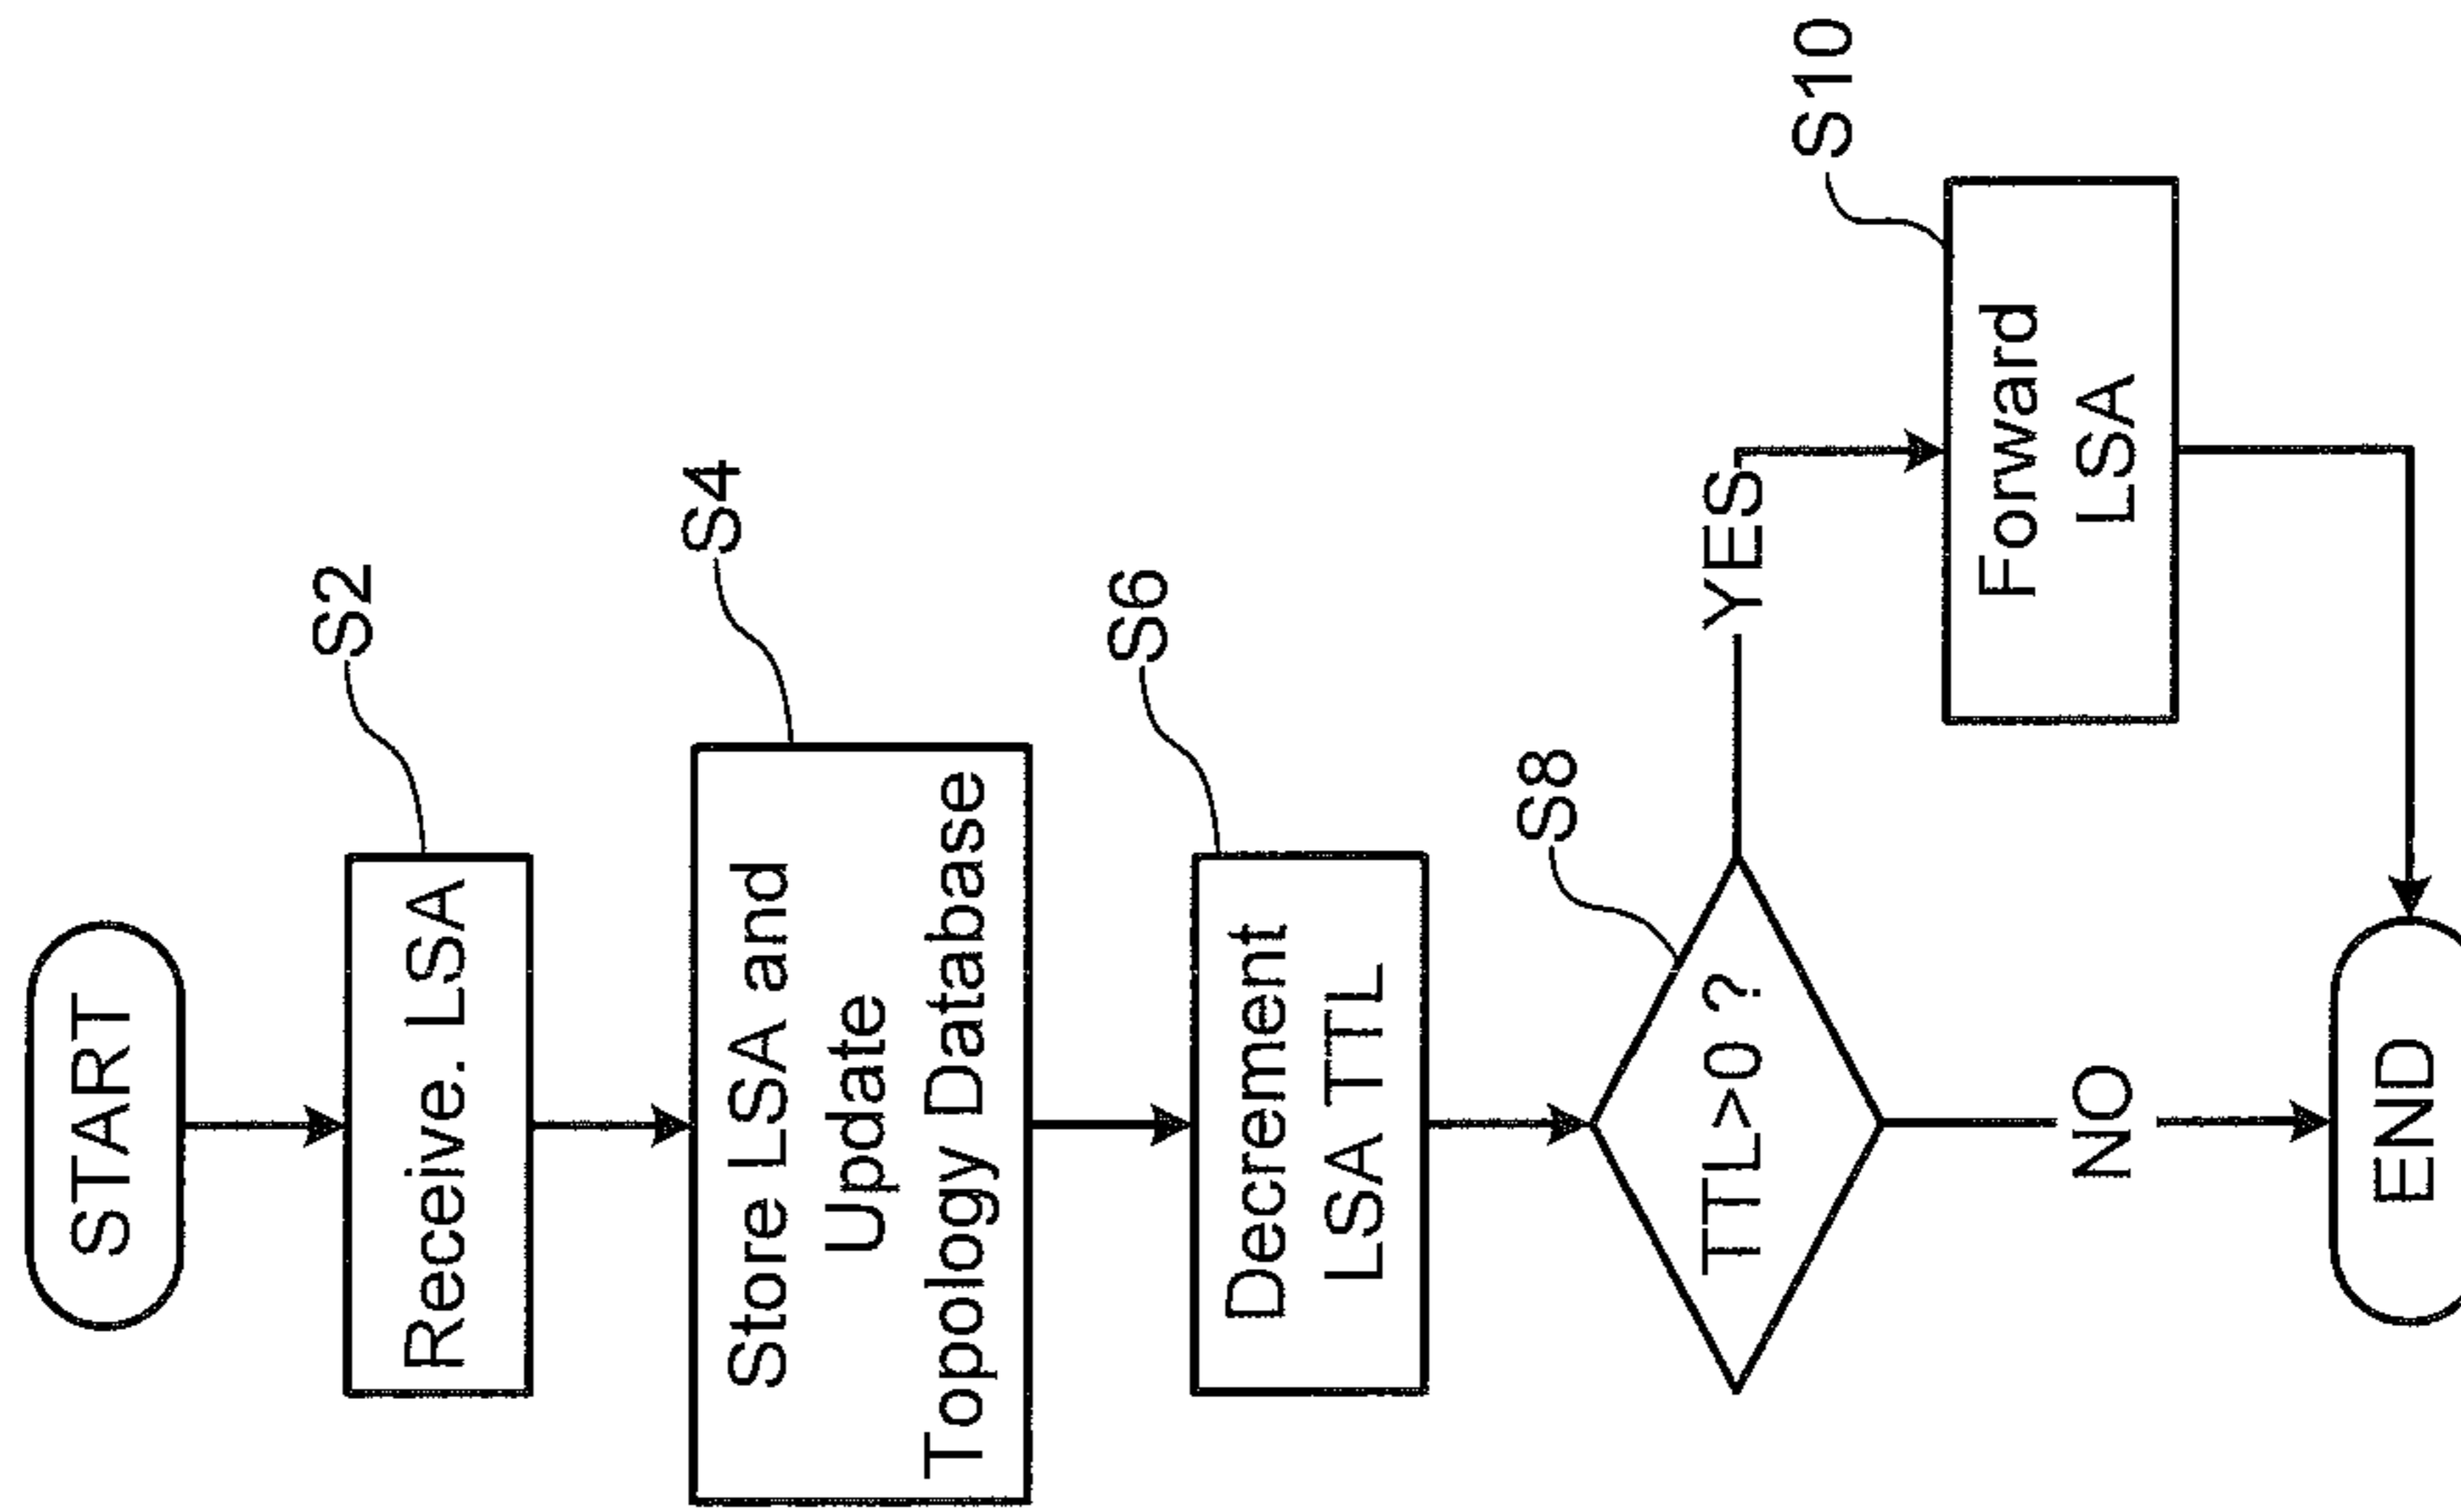 START
S2
Receive. LSA
S4
Store LSA and
Update
Topology Database
S6
Decrement
LSA TTL
S8
TTL>0 ?
YES
S10
Forward
LSA
NO
END